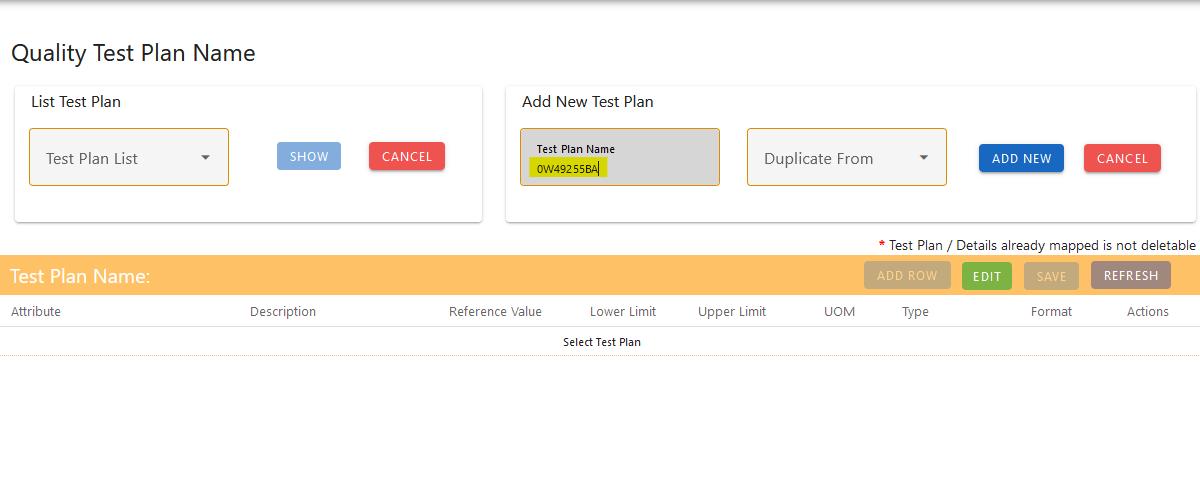 Quality Test Plan Name
List Test Plan
Test Plan List
SHOW
CANCEL
Add New Test Plan
Test Plan Name
0W49255BA
Duplicate From
ADD NEW
CANCEL
* Test Plan / Details already mapped is not deletable
Test Plan Name:
ADD ROW
EDIT
SAVE
REFRESH
Attribute Description Reference Value Lower Limit Upper Limit UOM Type Format Actions
Select Test Plan